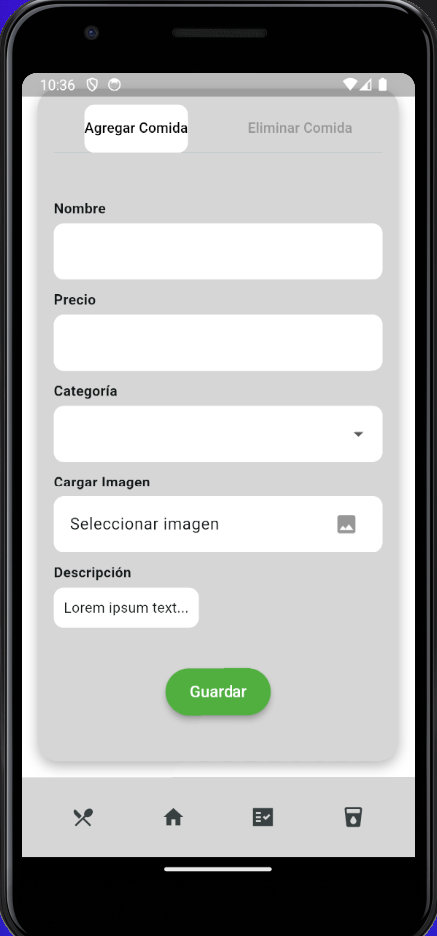 10:36
Agregar Comida
Eliminar Comida
Nombre
Precio
Categoría
Cargar Imagen
Seleccionar imagen
Descripción
Lorem ipsum text...
Guardar